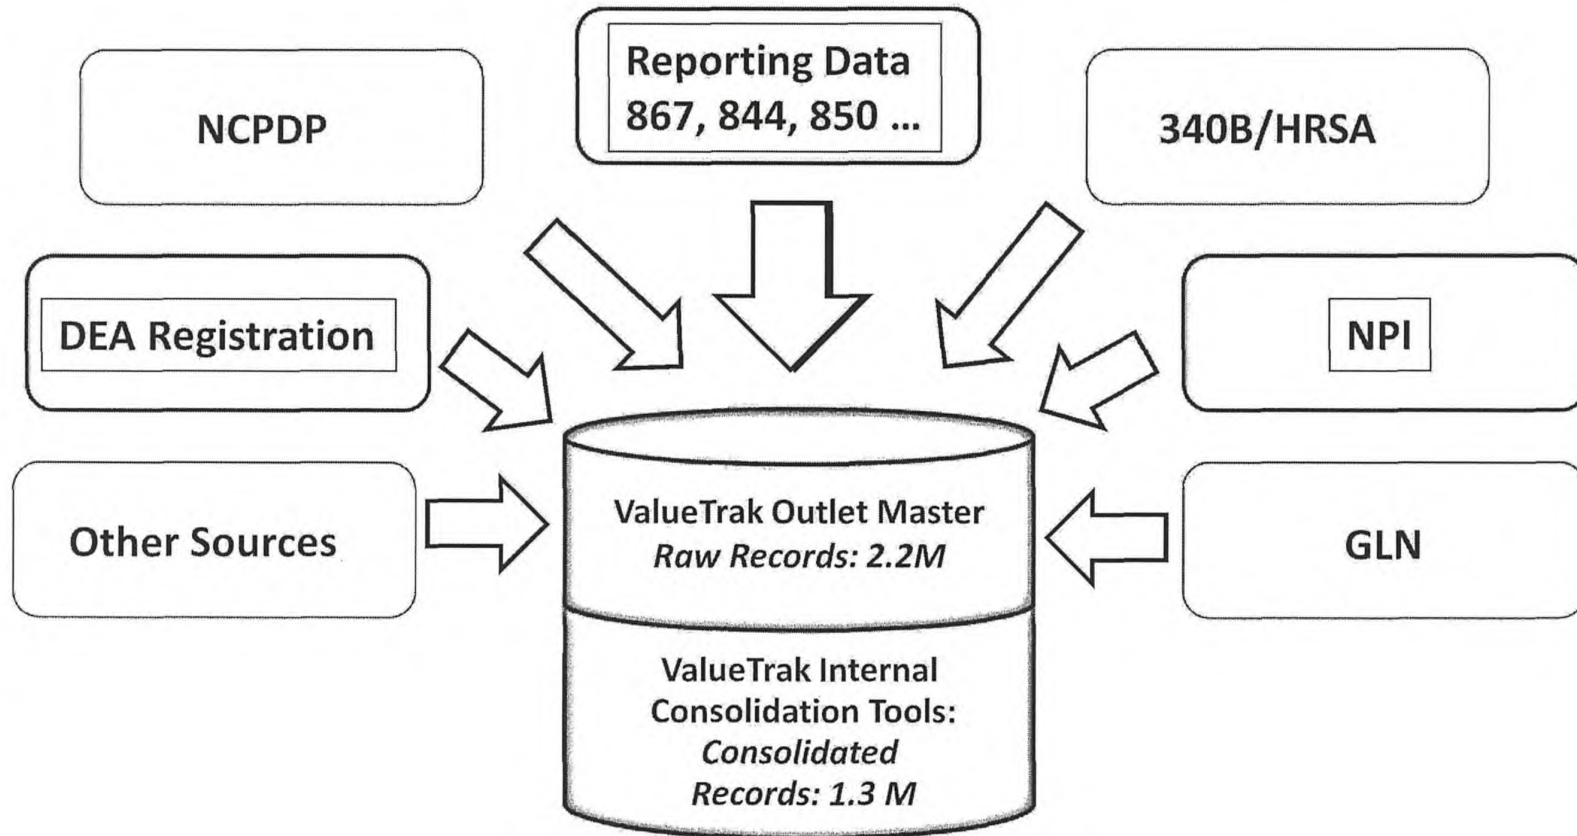 Reporting Data
867, 844, 850 ...
NCPDP
340B/HRSA
DEA Registration
NPI
Other Sources
GLN
ValueTrak Outlet Master
Raw Records: 2.2M
ValueTrak Internal
Consolidation Tools:
Consolidated
Records: 1.3 M